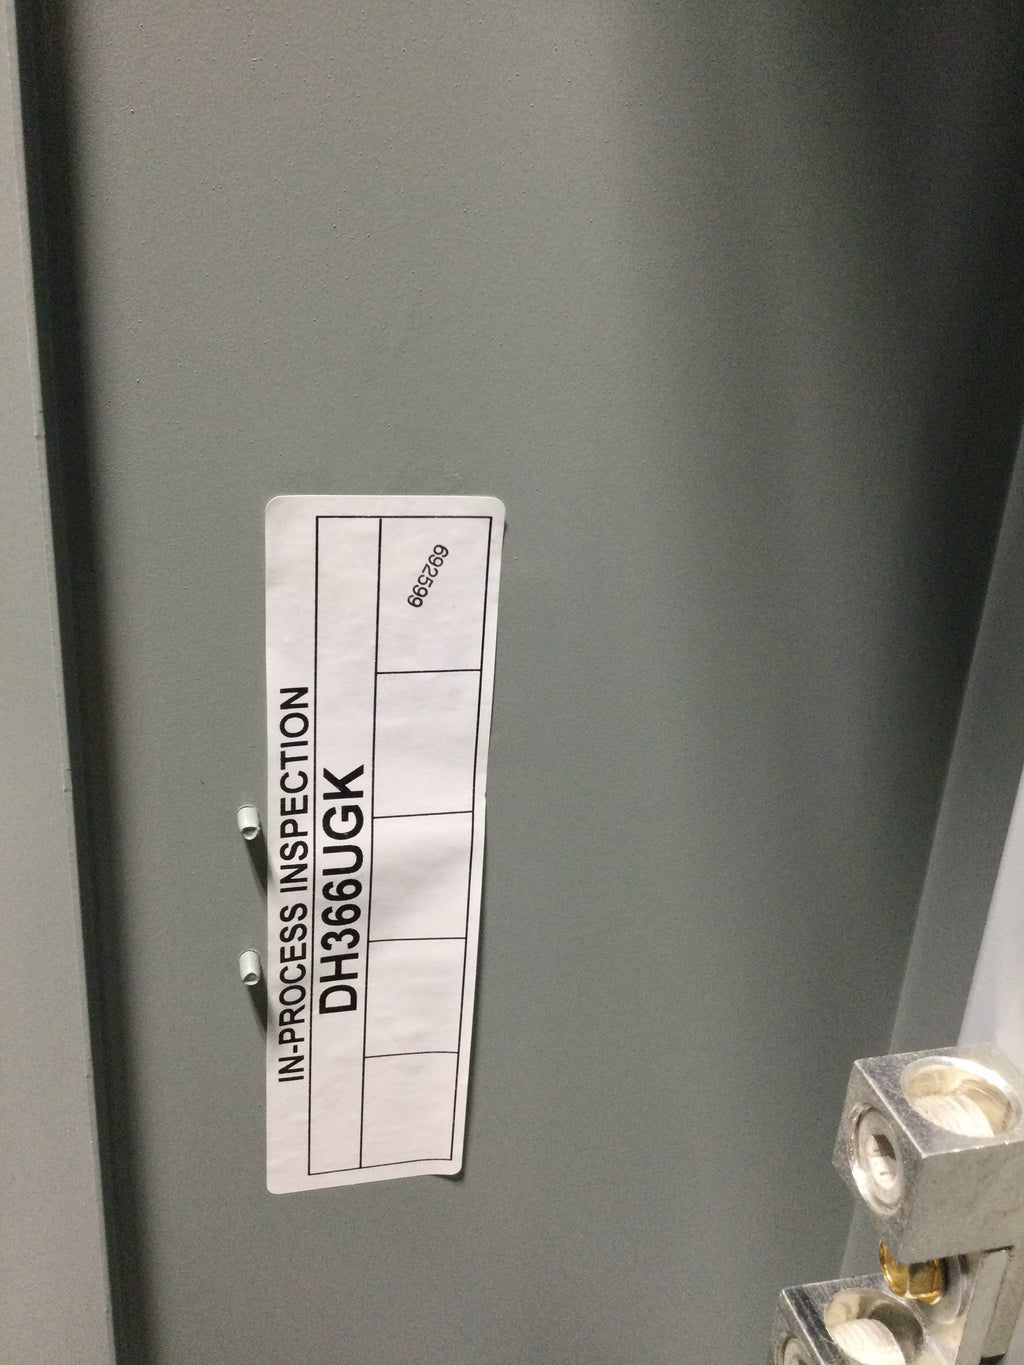 IN-PROCESS INSPECTION
DH366UGK
692599